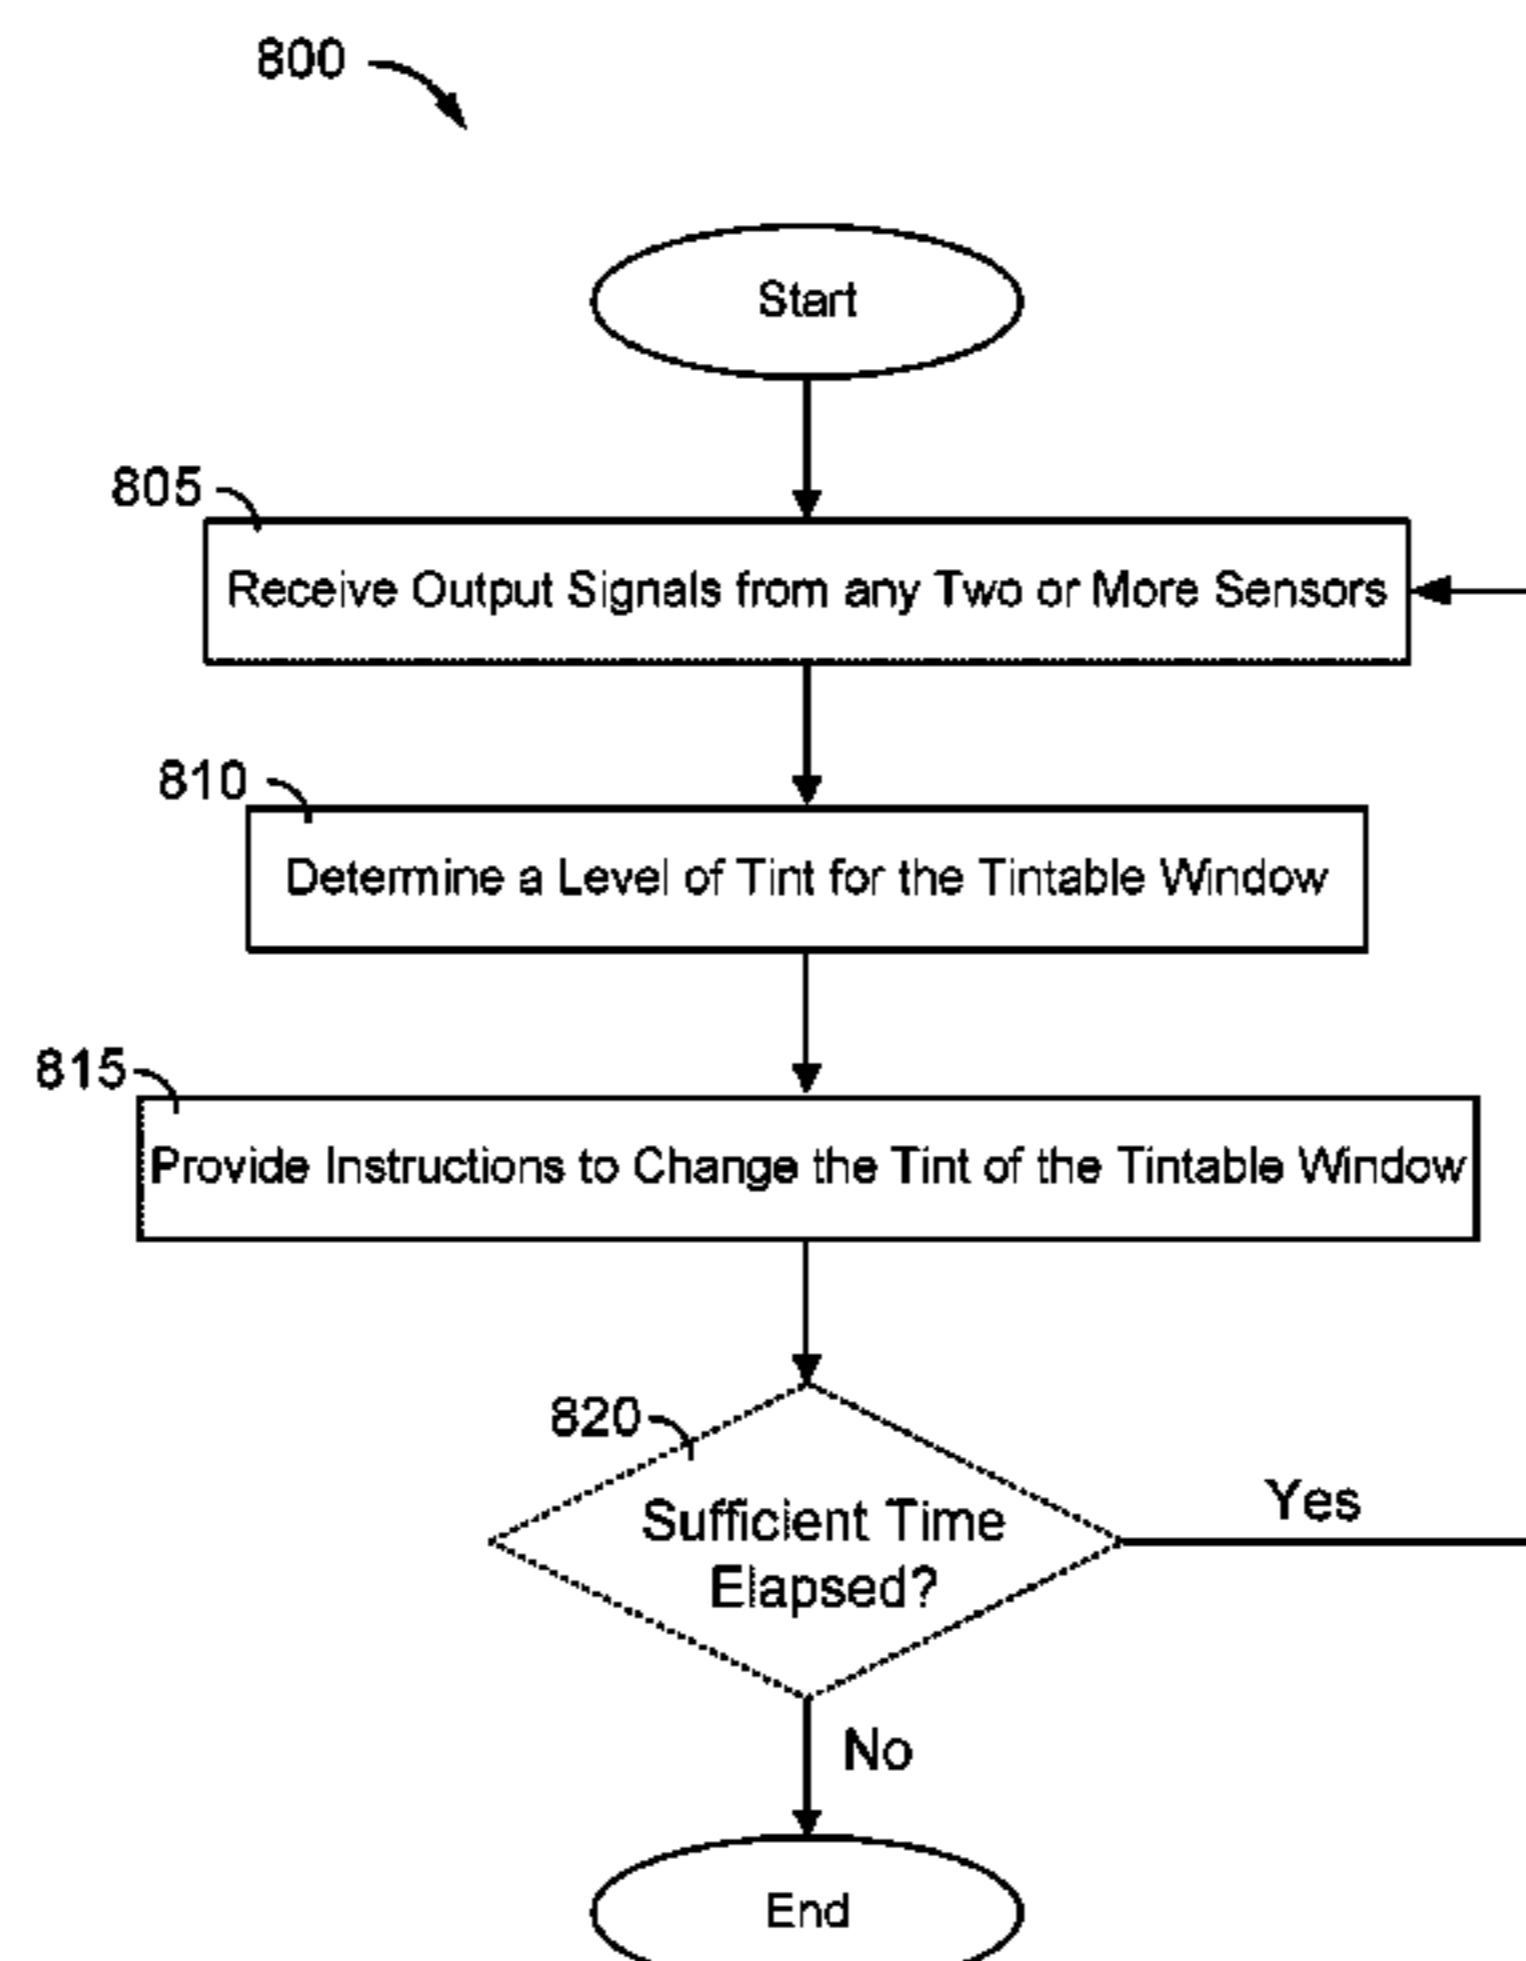 800
Start
805
Receive Output Signals from any Two or More Sensors
810
Determine a Level of Tint for the Tintable Window
815
Provide Instructions to Change the Tint of the Tintable Window
820
Sufficient Time
Elapsed?
Yes
No
End